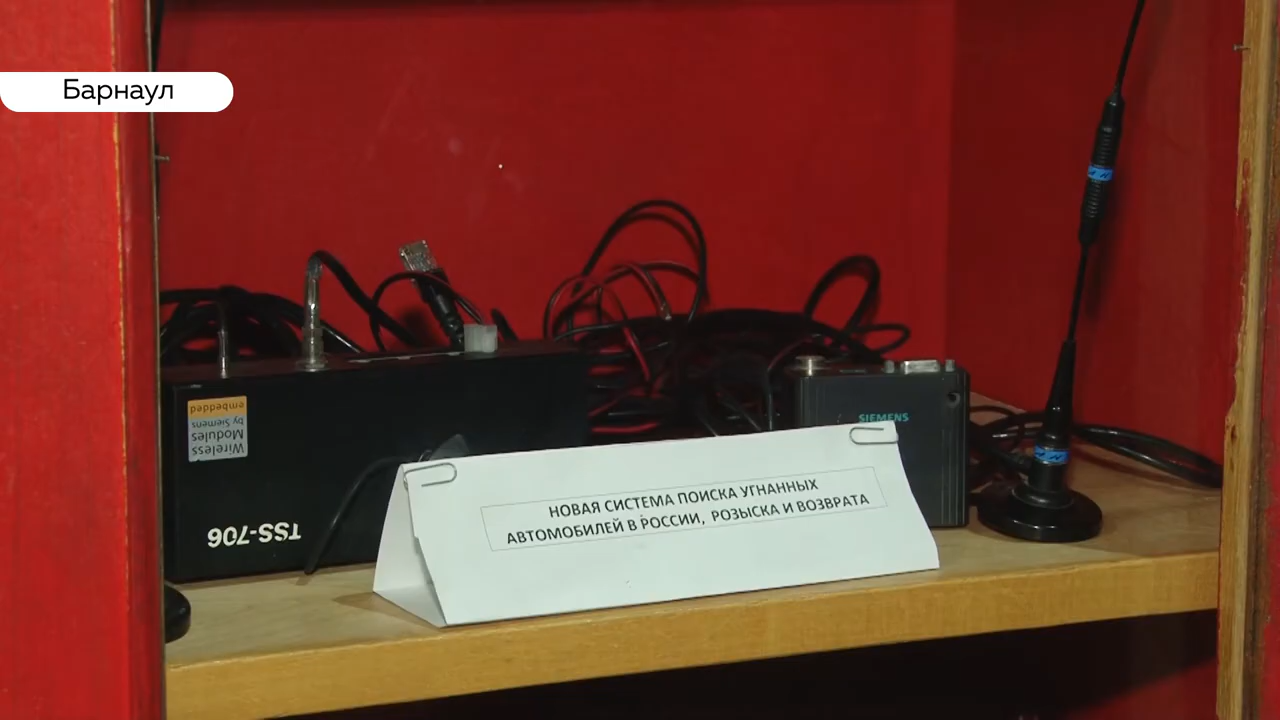 Барнаул
embedded
by Siemens
Modules
Wireless
TSS-706
SIEMENS
НОВАЯ СИСТЕМА ПОИСКА УГНАННЫХ
АВТОМОБИЛЕЙ В РОССИИ, РОЗЫСКА И ВОЗВРАТА